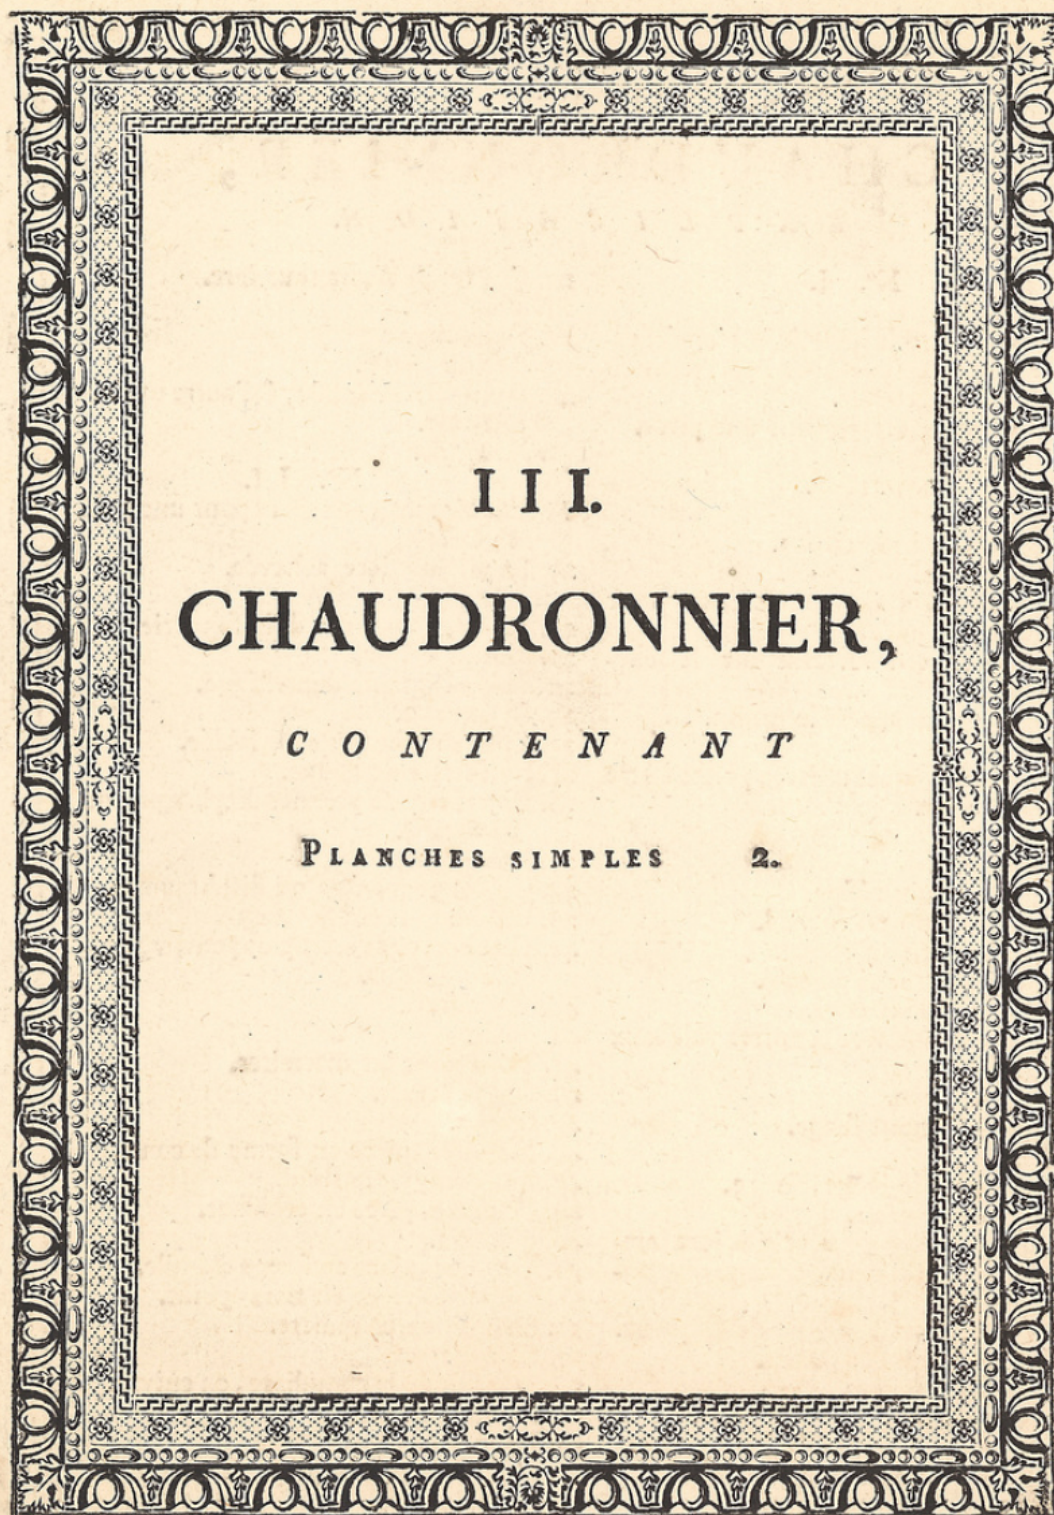 III.
CHAUDRONNIER,
CONTENANT
PLANCHES SIMPLES 2.